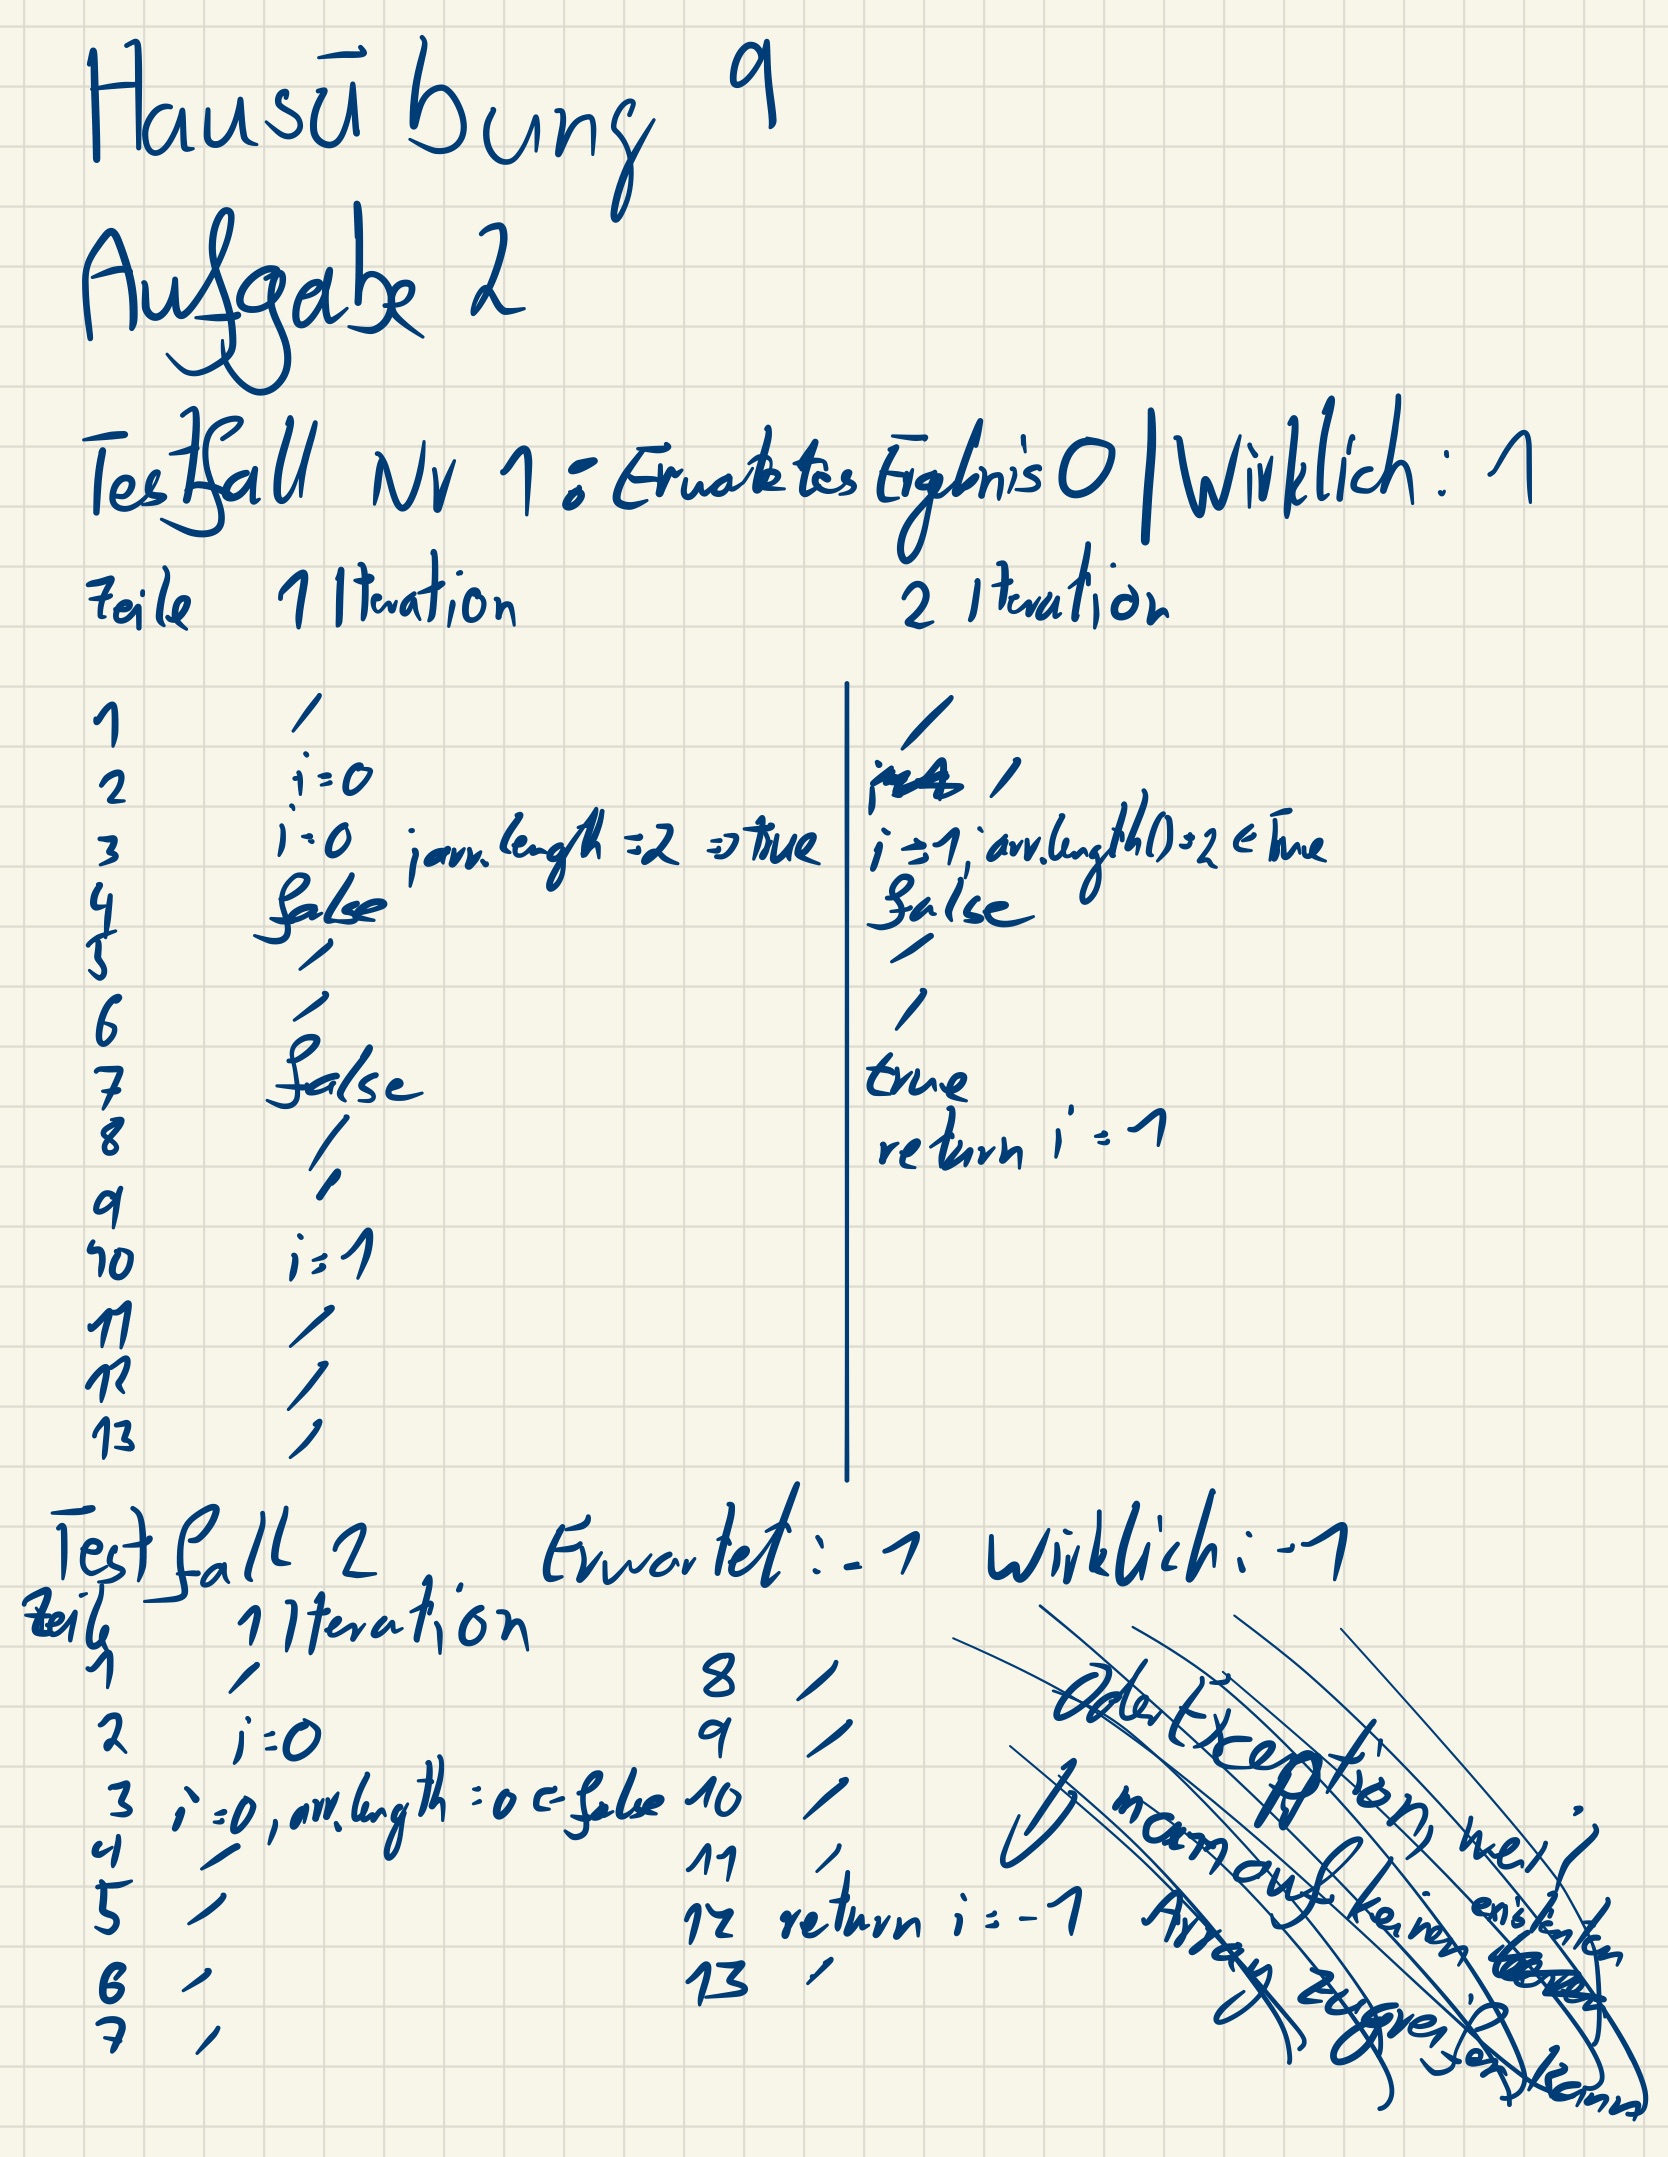 Hausübung 9
Aufgabe 2
Testfall Nr 1: Erwartetes Ergebnis 0 | Wirklich: 1
Zeile 1 Iteration 2 Iteration
1 / /
2 i=0 /
3 i=0 ; arr.length =2 => true i=1, arr.length()=2 <- True
4 false false
5 / /
6 / /
7 false true
8 / return i=1
9 /
10 i=1
11 /
12 /
13 /
Testfall 2 Erwartet: -1 Wirklich: -1
Zeile 1 Iteration
1 / 8 /
2 i=0 9 /
3 i=0, arr.length =0 <- false 10 /
4 / 11 /
5 / 12 return i=-1
6 / 13 /
7 /
Oder Exception, weil
man auf keinen
Array zugreifen kann